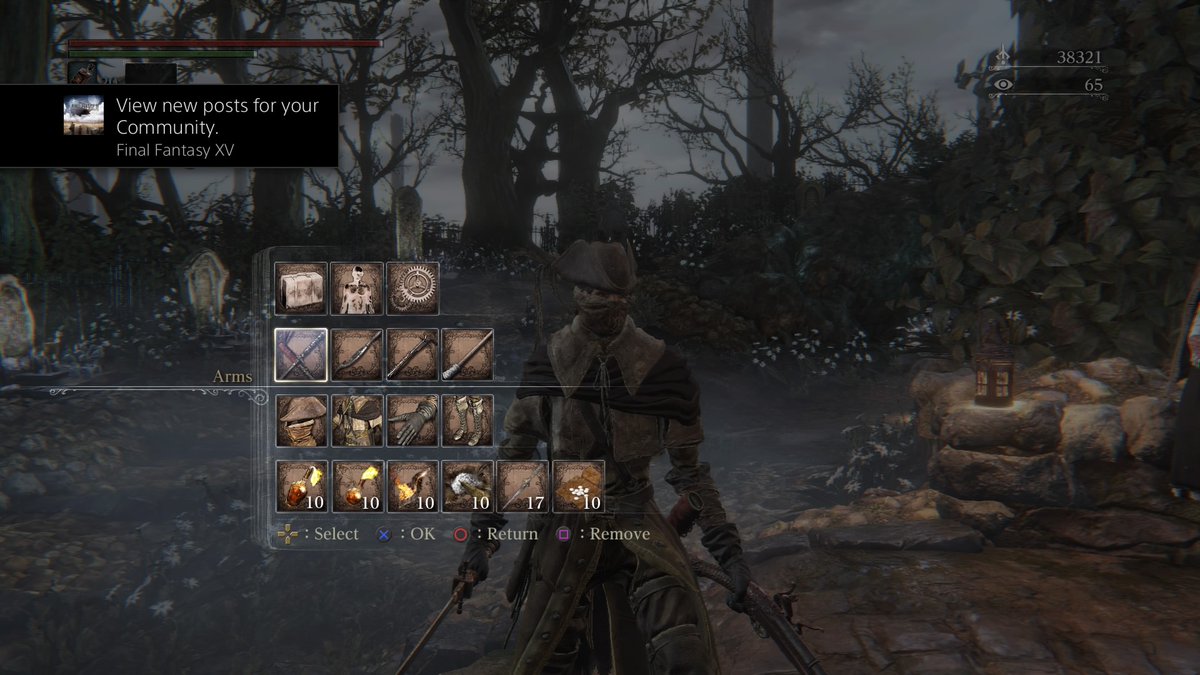 38321
View new posts for your
Community.
Final Fantasy XV
65
Arms
10 10 10 10 17 10
: Select : OK : Return : Remove